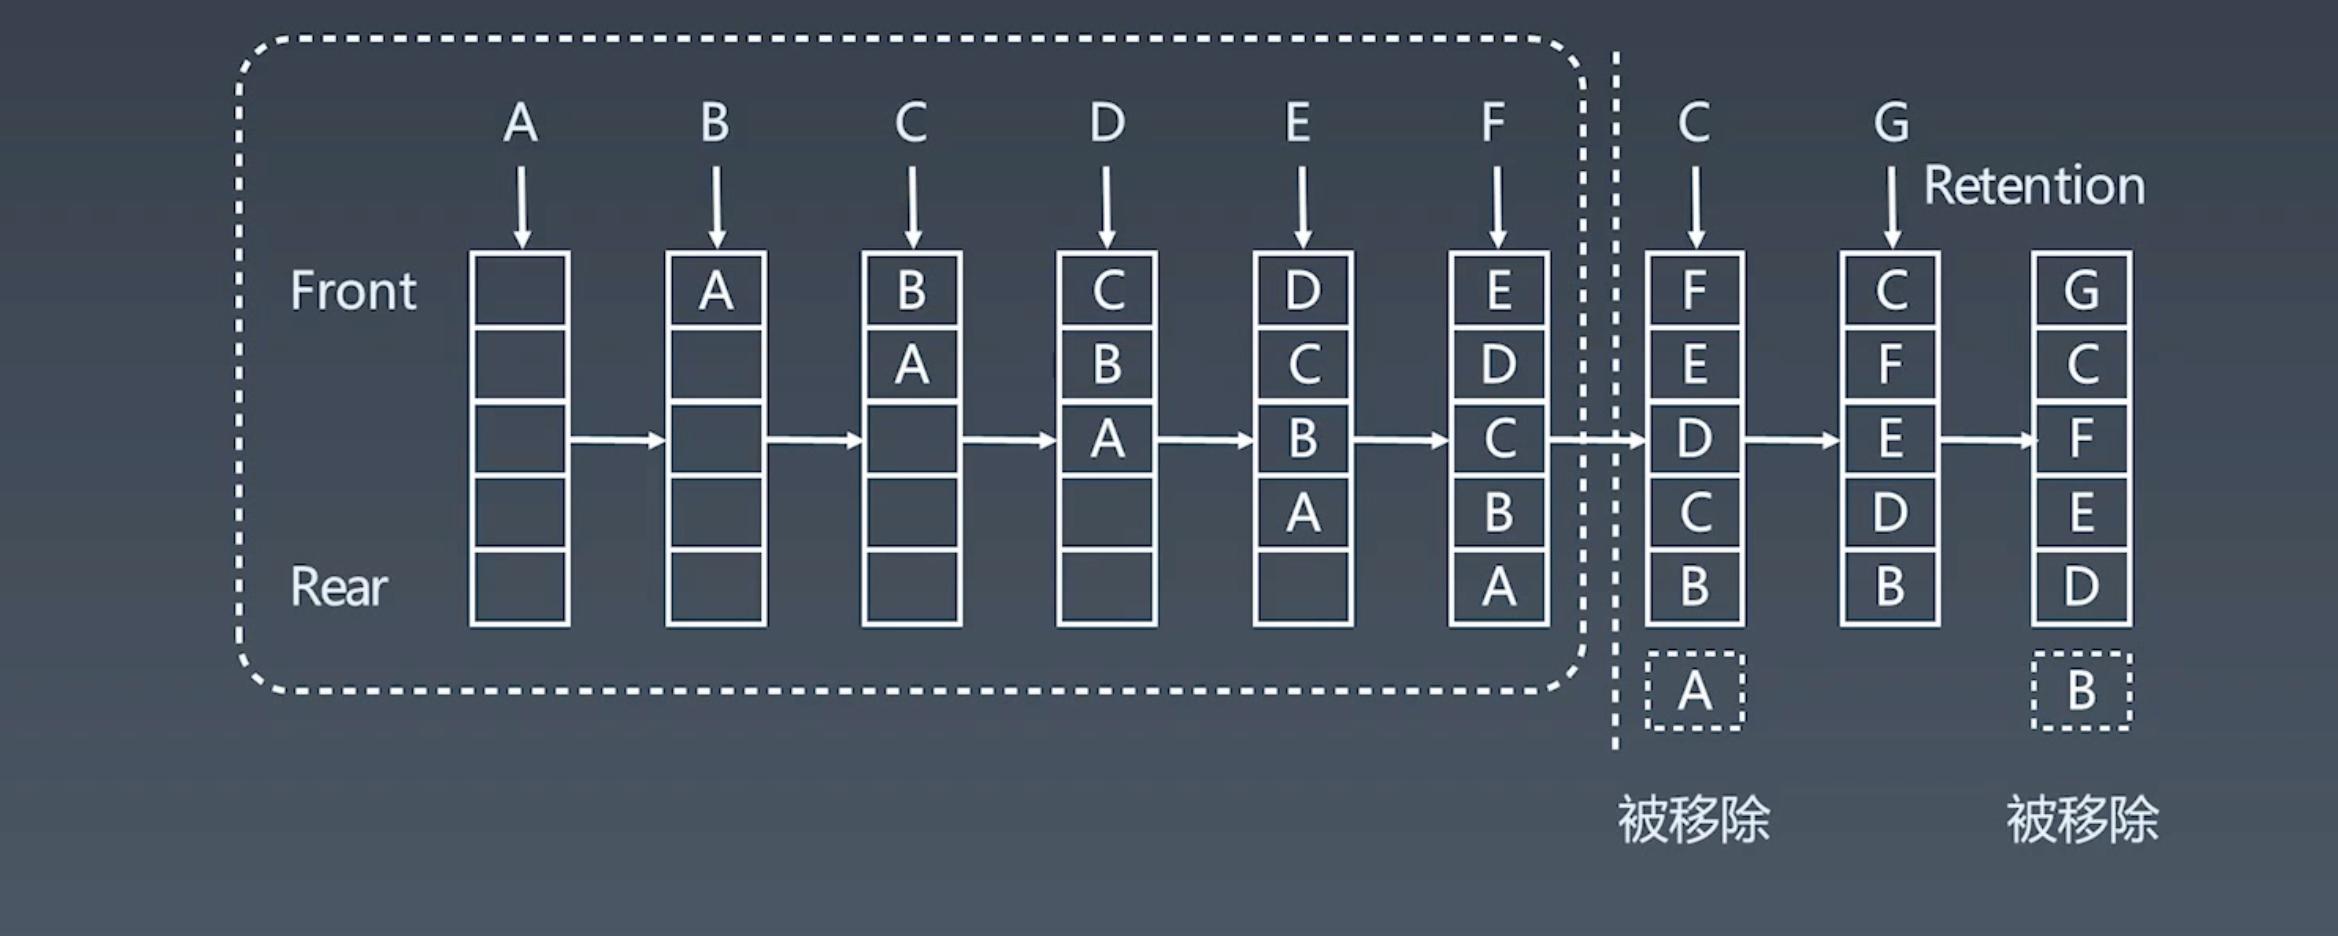 A B C D E F C G
Retention
Front A B C D E F C G
A B C D E F C
A B C D E F
A B C D E
Rear A B B D
A B
被移除 被移除